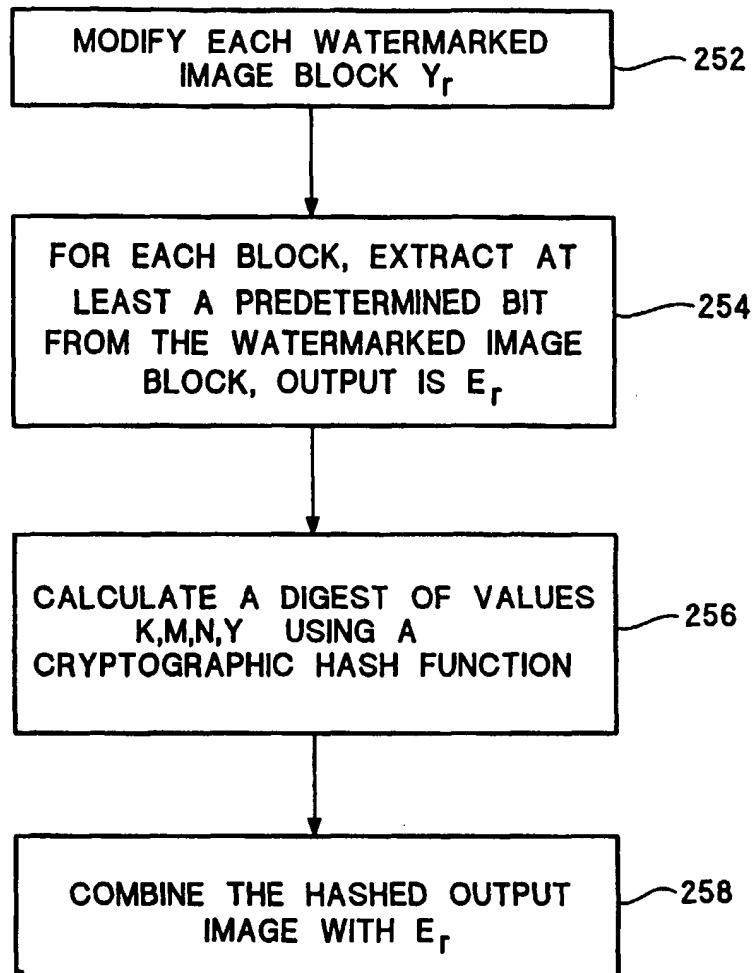 MODIFY EACH WATERMARKED
IMAGE BLOCK Yr
252
FOR EACH BLOCK, EXTRACT AT
LEAST A PREDETERMINED BIT
FROM THE WATERMARKED IMAGE
BLOCK, OUTPUT IS Er
254
CALCULATE A DIGEST OF VALUES
K,M,N,Y USING A
CRYPTOGRAPHIC HASH FUNCTION
256
COMBINE THE HASHED OUTPUT
IMAGE WITH Er
258